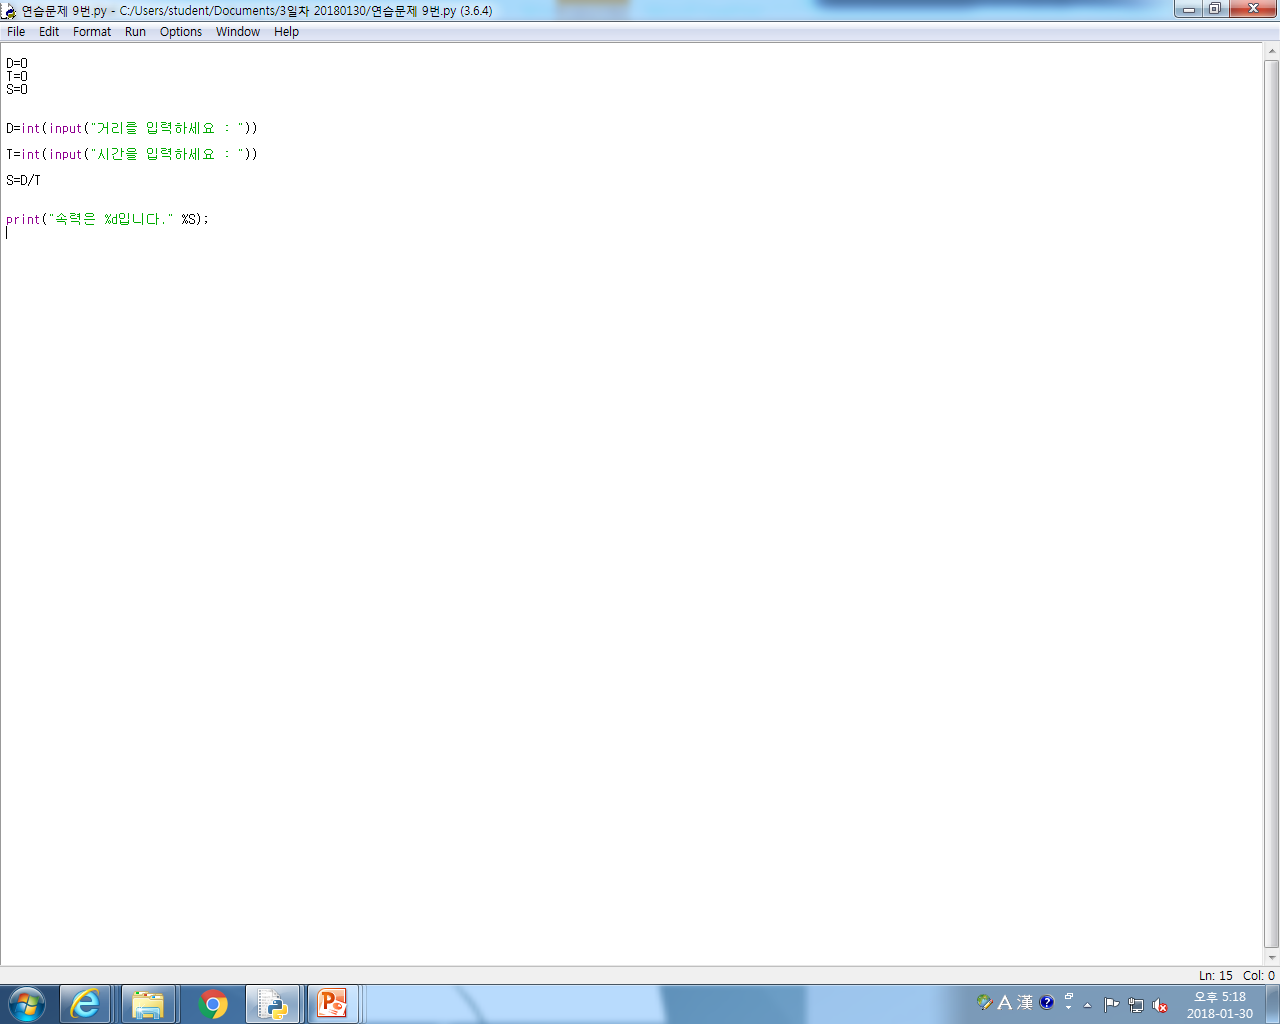 연습문제 9번.py - C:/Users/student/Documents/3일차 20180130/연습문제 9번.py (3.6.4)
File Edit Format Run Options Window Help
D=0
T=0
S=0
D=int(input("거리를 입력하세요 : "))
T=int(input("시간을 입력하세요 : "))
S=D/T
print("속력은 %d입니다." %S);
Ln: 15 Col: 0
A 漢
오후 5:18
2018-01-30